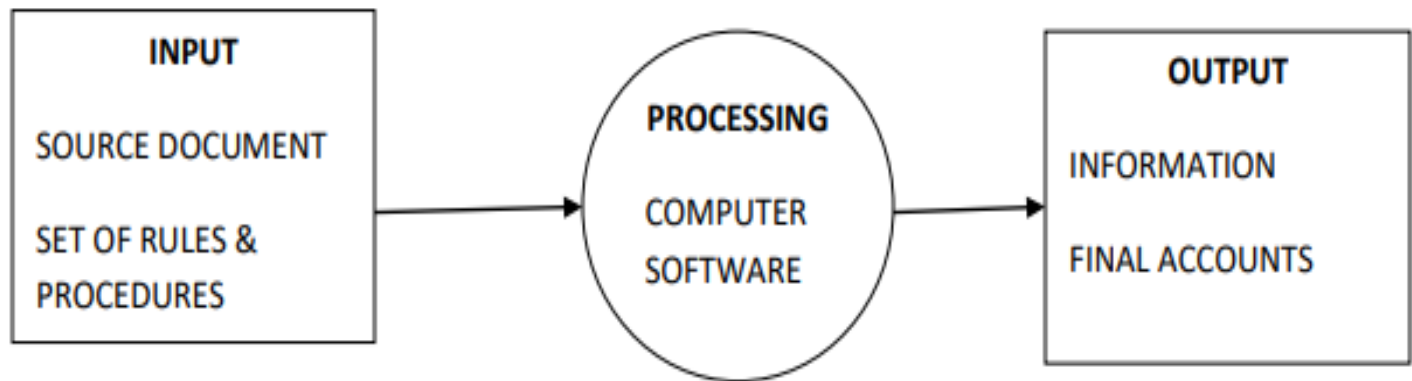 INPUT
SOURCE DOCUMENT
SET OF RULES &
PROCEDURES
PROCESSING
COMPUTER
SOFTWARE
OUTPUT
INFORMATION
FINAL ACCOUNTS